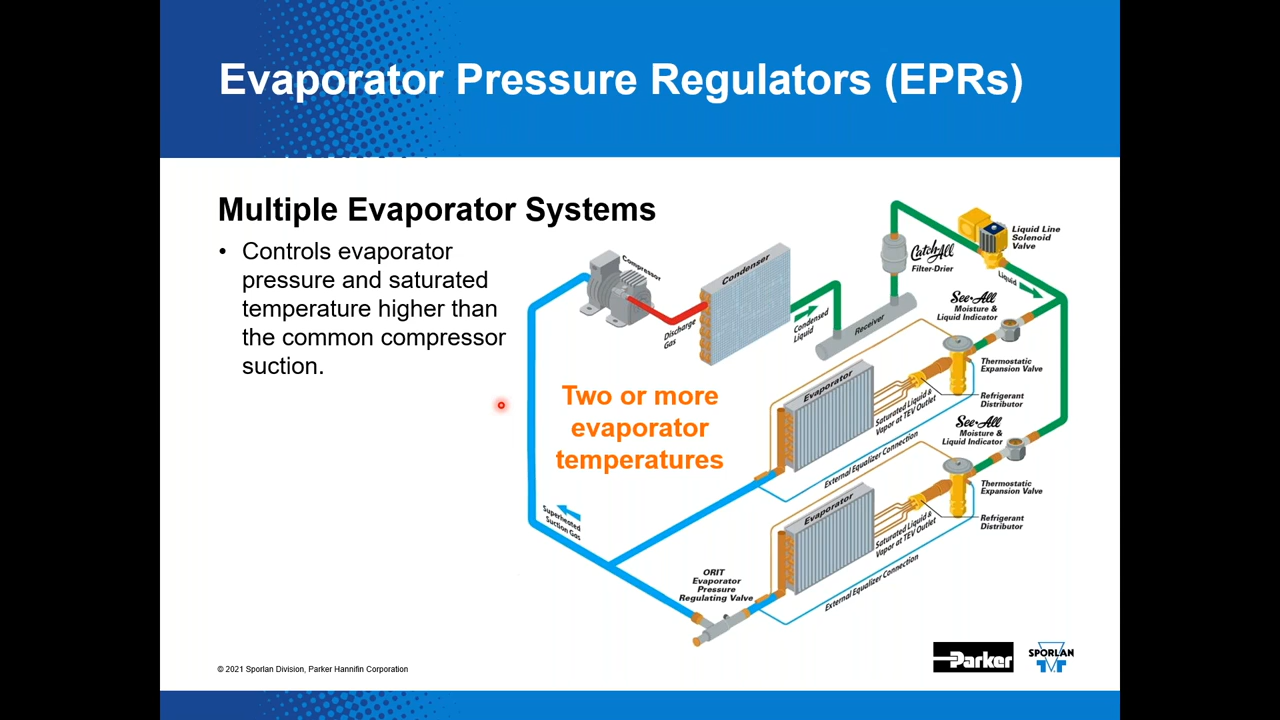 Evaporator Pressure Regulators (EPRs)
Multiple Evaporator Systems
• Controls evaporator
pressure and saturated
temperature higher than
the common compressor
suction.
Two or more
evaporator
temperatures
Compressor
Discharge
Gas
Condenser
Condensed
Liquid
Receiver
Catch-All
Filter-Drier
Liquid Line
Solenoid
Valve
Liquid
See•All
Moisture &
Liquid Indicator
Thermostatic
Expansion Valve
Refrigerant
Distributor
Evaporator
Saturated Liquid &
Vapor at TEV Outlet
External Equalizer Connection
See•All
Moisture &
Liquid Indicator
Thermostatic
Expansion Valve
Refrigerant
Distributor
Evaporator
Saturated Liquid &
Vapor at TEV Outlet
External Equalizer Connection
Superheated
Suction Gas
ORIT
Evaporator
Pressure
Regulating Valve
© 2021 Sporlan Division, Parker Hannifin Corporation
Parker
SPORLAN